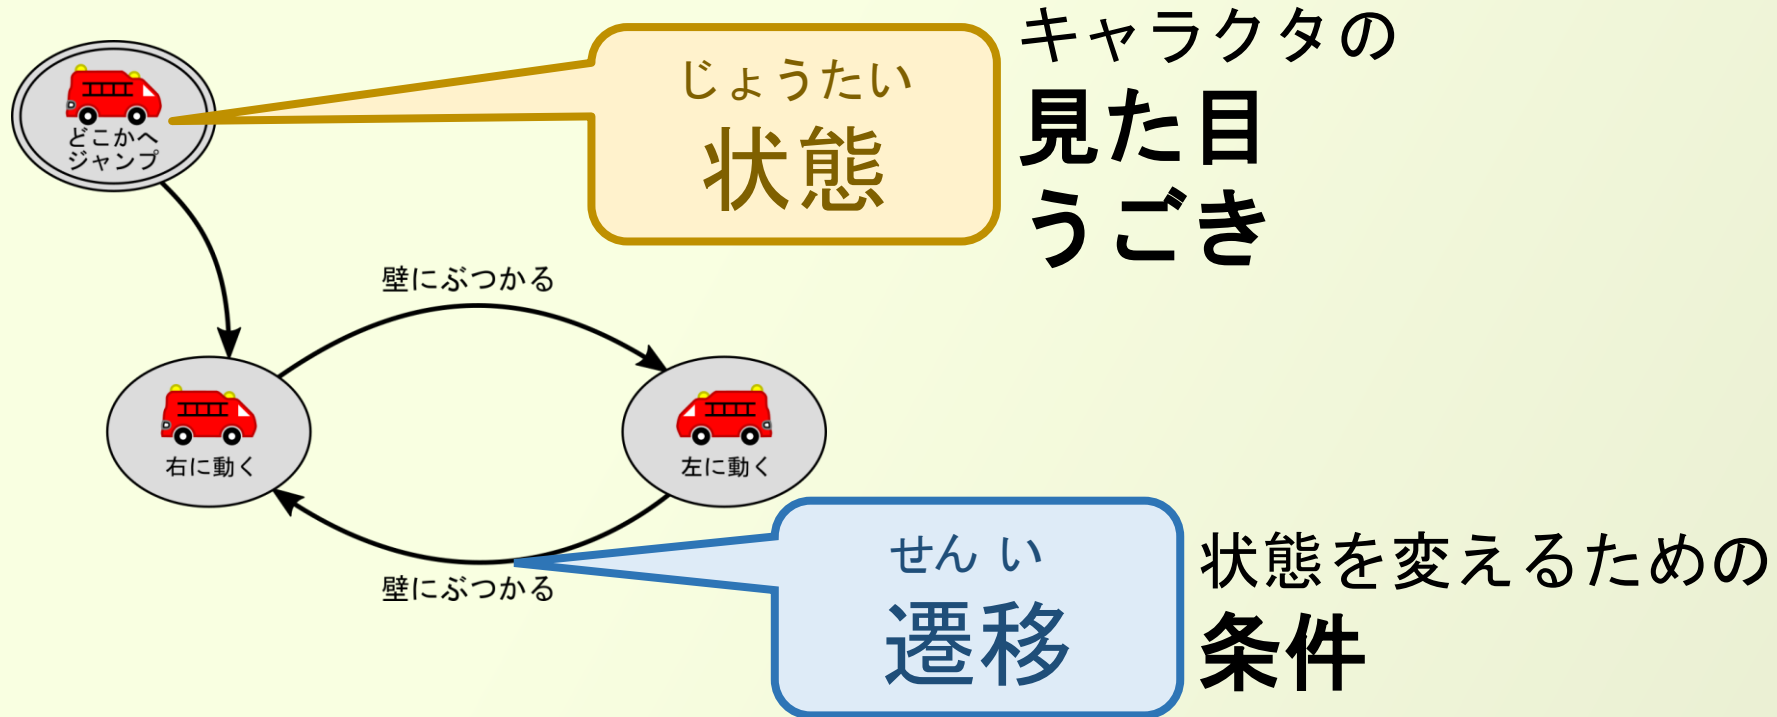 どこかへ
ジャンプ
じょうたい
状態
キャラクタの
見た目
うごき
壁にぶつかる
右に動く
左に動く
壁にぶつかる
せん い
遷移
状態を変えるための
条件